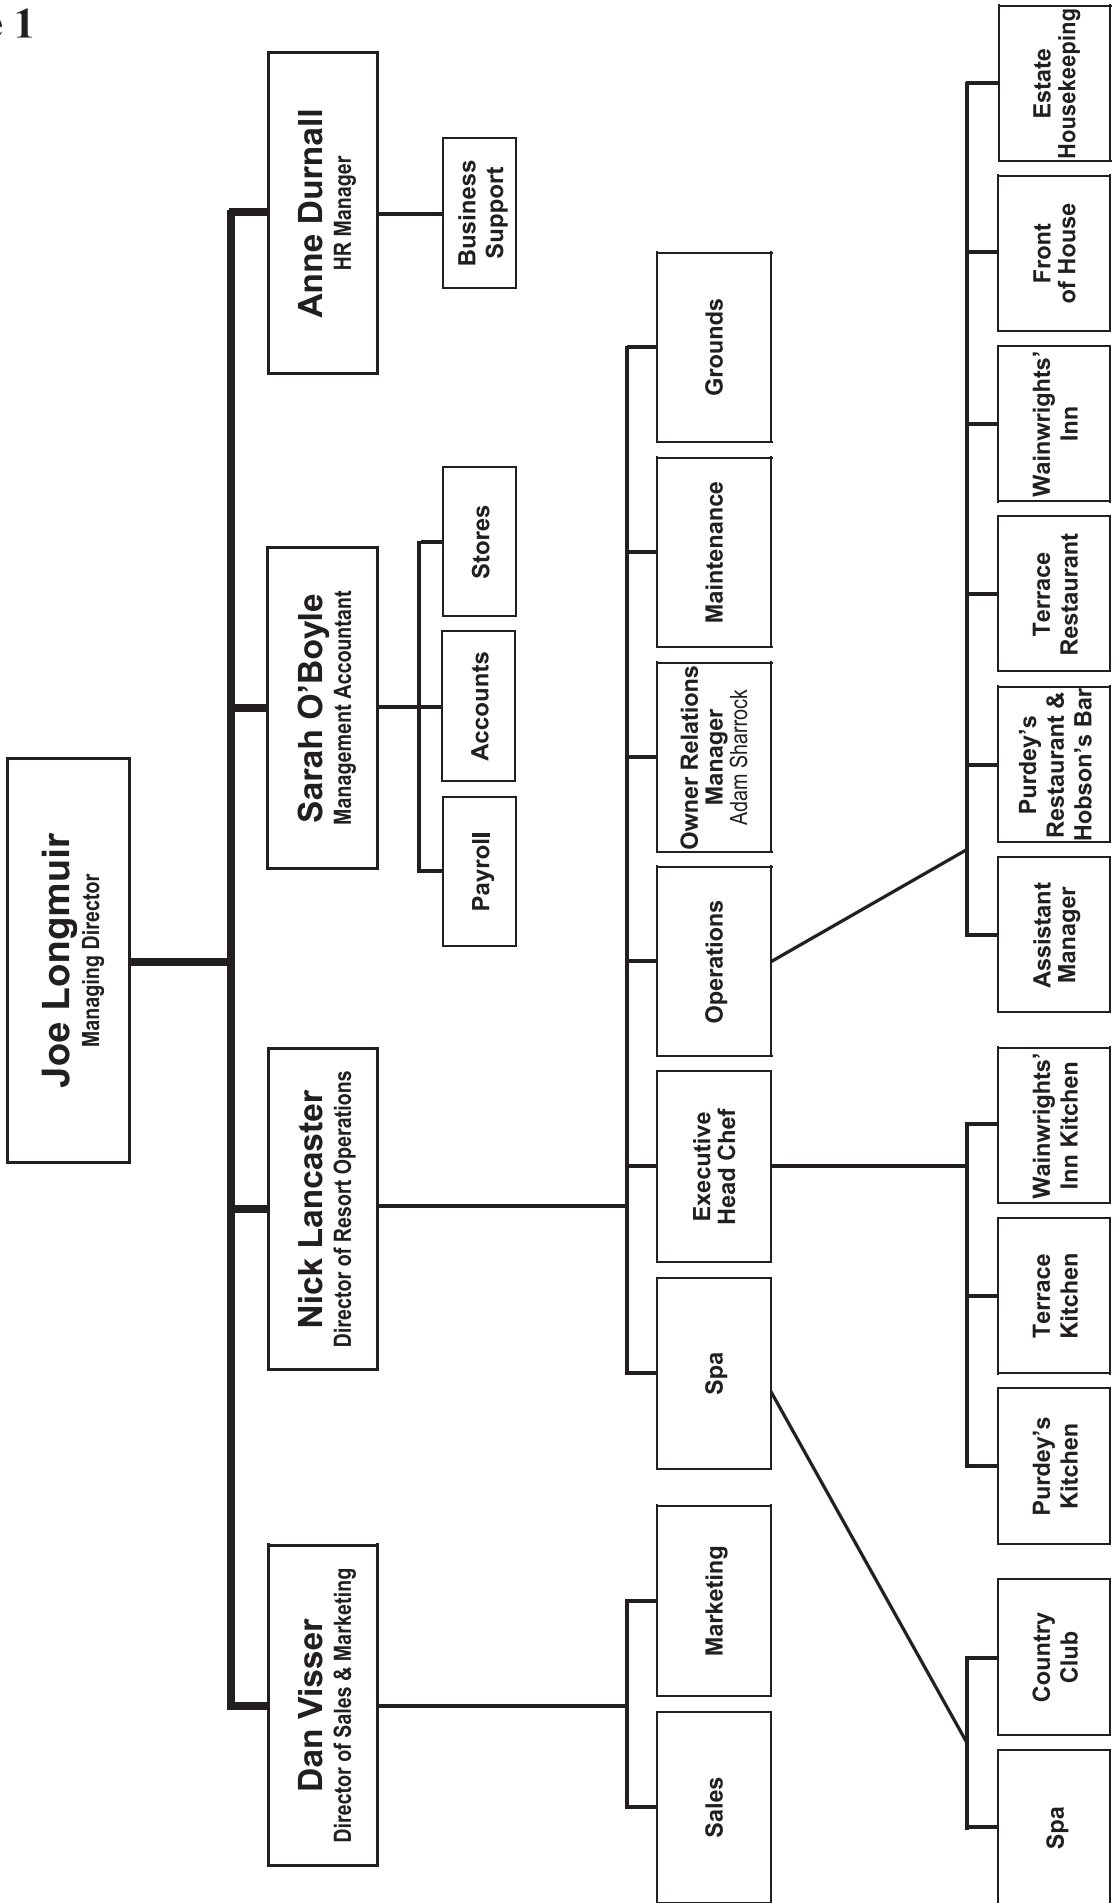 e 1
Joe Longmuir
Managing Director
Dan Visser
Director of Sales & Marketing
Nick Lancaster
Director of Resort Operations
Sarah O’Boyle
Management Accountant
Anne Durnall
HR Manager
Payroll
Accounts
Stores
Business
Support
Sales
Marketing
Spa
Executive
Head Chef
Operations
Owner Relations
Manager
Adam Sharrock
Maintenance
Grounds
Spa
Country
Club
Purdey’s
Kitchen
Terrace
Kitchen
Wainwrights’
Inn Kitchen
Assistant
Manager
Purdey’s
Restaurant &
Hobson’s Bar
Terrace
Restaurant
Wainwrights’
Inn
Front
of House
Estate
Housekeeping